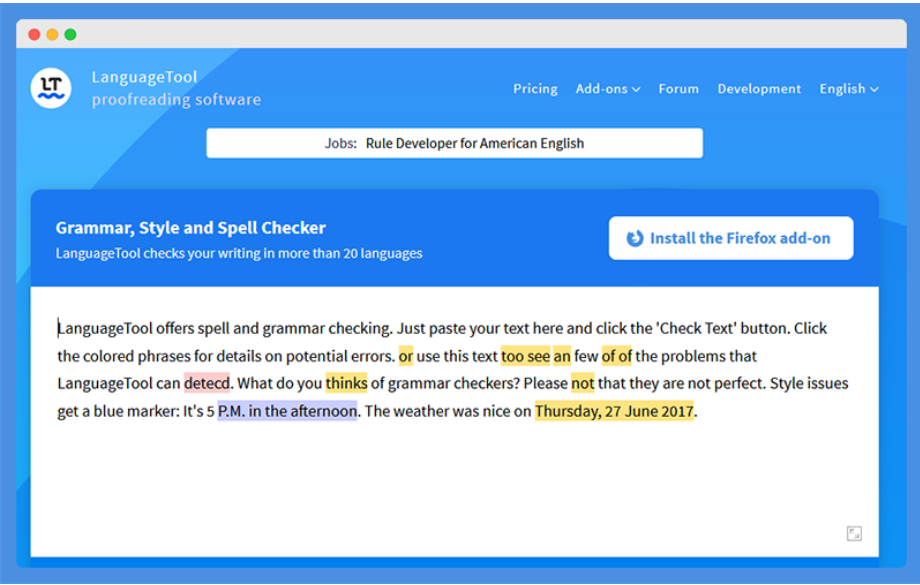 LT
LanguageTool
proofreading software
Pricing Add-ons Forum Development English
Jobs: Rule Developer for American English
Grammar, Style and Spell Checker
LanguageTool checks your writing in more than 20 languages
Install the Firefox add-on
LanguageTool offers spell and grammar checking. Just paste your text here and click the 'Check Text' button. Click
the colored phrases for details on potential errors. or use this text too see an few of of the problems that
LanguageTool can detecd. What do you thinks of grammar checkers? Please not that they are not perfect. Style issues
get a blue marker: It's 5 P.M. in the afternoon. The weather was nice on Thursday, 27 June 2017.